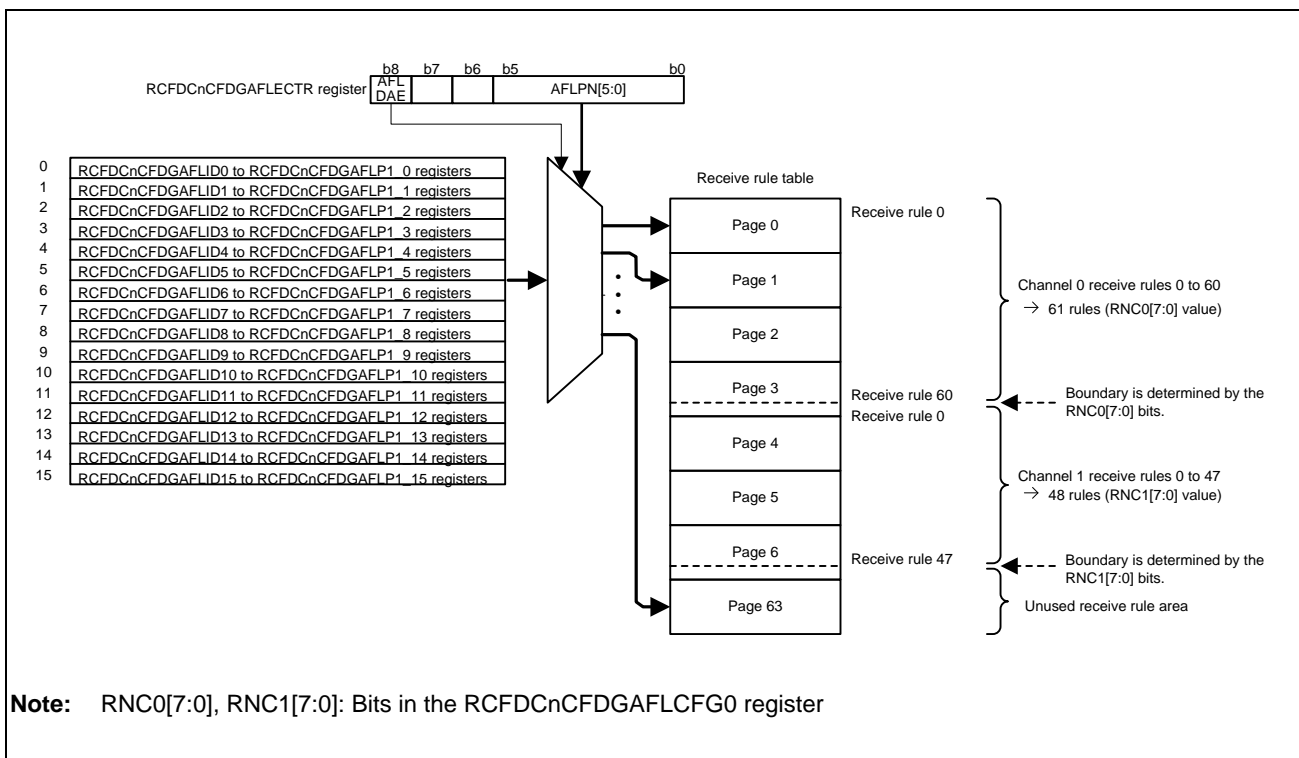 b8 b7 b6 b5 b0
RCFDCnCFDGAFLECTR register
AFL
DAE
AFLPN[5:0]
0 RCFDCnCFDGAFLID0 to RCFDCnCFDGAFLP1_0 registers
1 RCFDCnCFDGAFLID1 to RCFDCnCFDGAFLP1_1 registers
2 RCFDCnCFDGAFLID2 to RCFDCnCFDGAFLP1_2 registers
3 RCFDCnCFDGAFLID3 to RCFDCnCFDGAFLP1_3 registers
4 RCFDCnCFDGAFLID4 to RCFDCnCFDGAFLP1_4 registers
5 RCFDCnCFDGAFLID5 to RCFDCnCFDGAFLP1_5 registers
6 RCFDCnCFDGAFLID6 to RCFDCnCFDGAFLP1_6 registers
7 RCFDCnCFDGAFLID7 to RCFDCnCFDGAFLP1_7 registers
8 RCFDCnCFDGAFLID8 to RCFDCnCFDGAFLP1_8 registers
9 RCFDCnCFDGAFLID9 to RCFDCnCFDGAFLP1_9 registers
10 RCFDCnCFDGAFLID10 to RCFDCnCFDGAFLP1_10 registers
11 RCFDCnCFDGAFLID11 to RCFDCnCFDGAFLP1_11 registers
12 RCFDCnCFDGAFLID12 to RCFDCnCFDGAFLP1_12 registers
13 RCFDCnCFDGAFLID13 to RCFDCnCFDGAFLP1_13 registers
14 RCFDCnCFDGAFLID14 to RCFDCnCFDGAFLP1_14 registers
15 RCFDCnCFDGAFLID15 to RCFDCnCFDGAFLP1_15 registers
Receive rule table
Page 0
Page 1
Page 2
Page 3
Page 4
Page 5
Page 6
Page 63
Receive rule 0
Receive rule 60
Receive rule 0
Receive rule 47
Channel 0 receive rules 0 to 60
→ 61 rules (RNC0[7:0] value)
Boundary is determined by the
RNC0[7:0] bits.
Channel 1 receive rules 0 to 47
→ 48 rules (RNC1[7:0] value)
Boundary is determined by the
RNC1[7:0] bits.
Unused receive rule area
Note: RNC0[7:0], RNC1[7:0]: Bits in the RCFDCnCFDGAFLCFG0 register